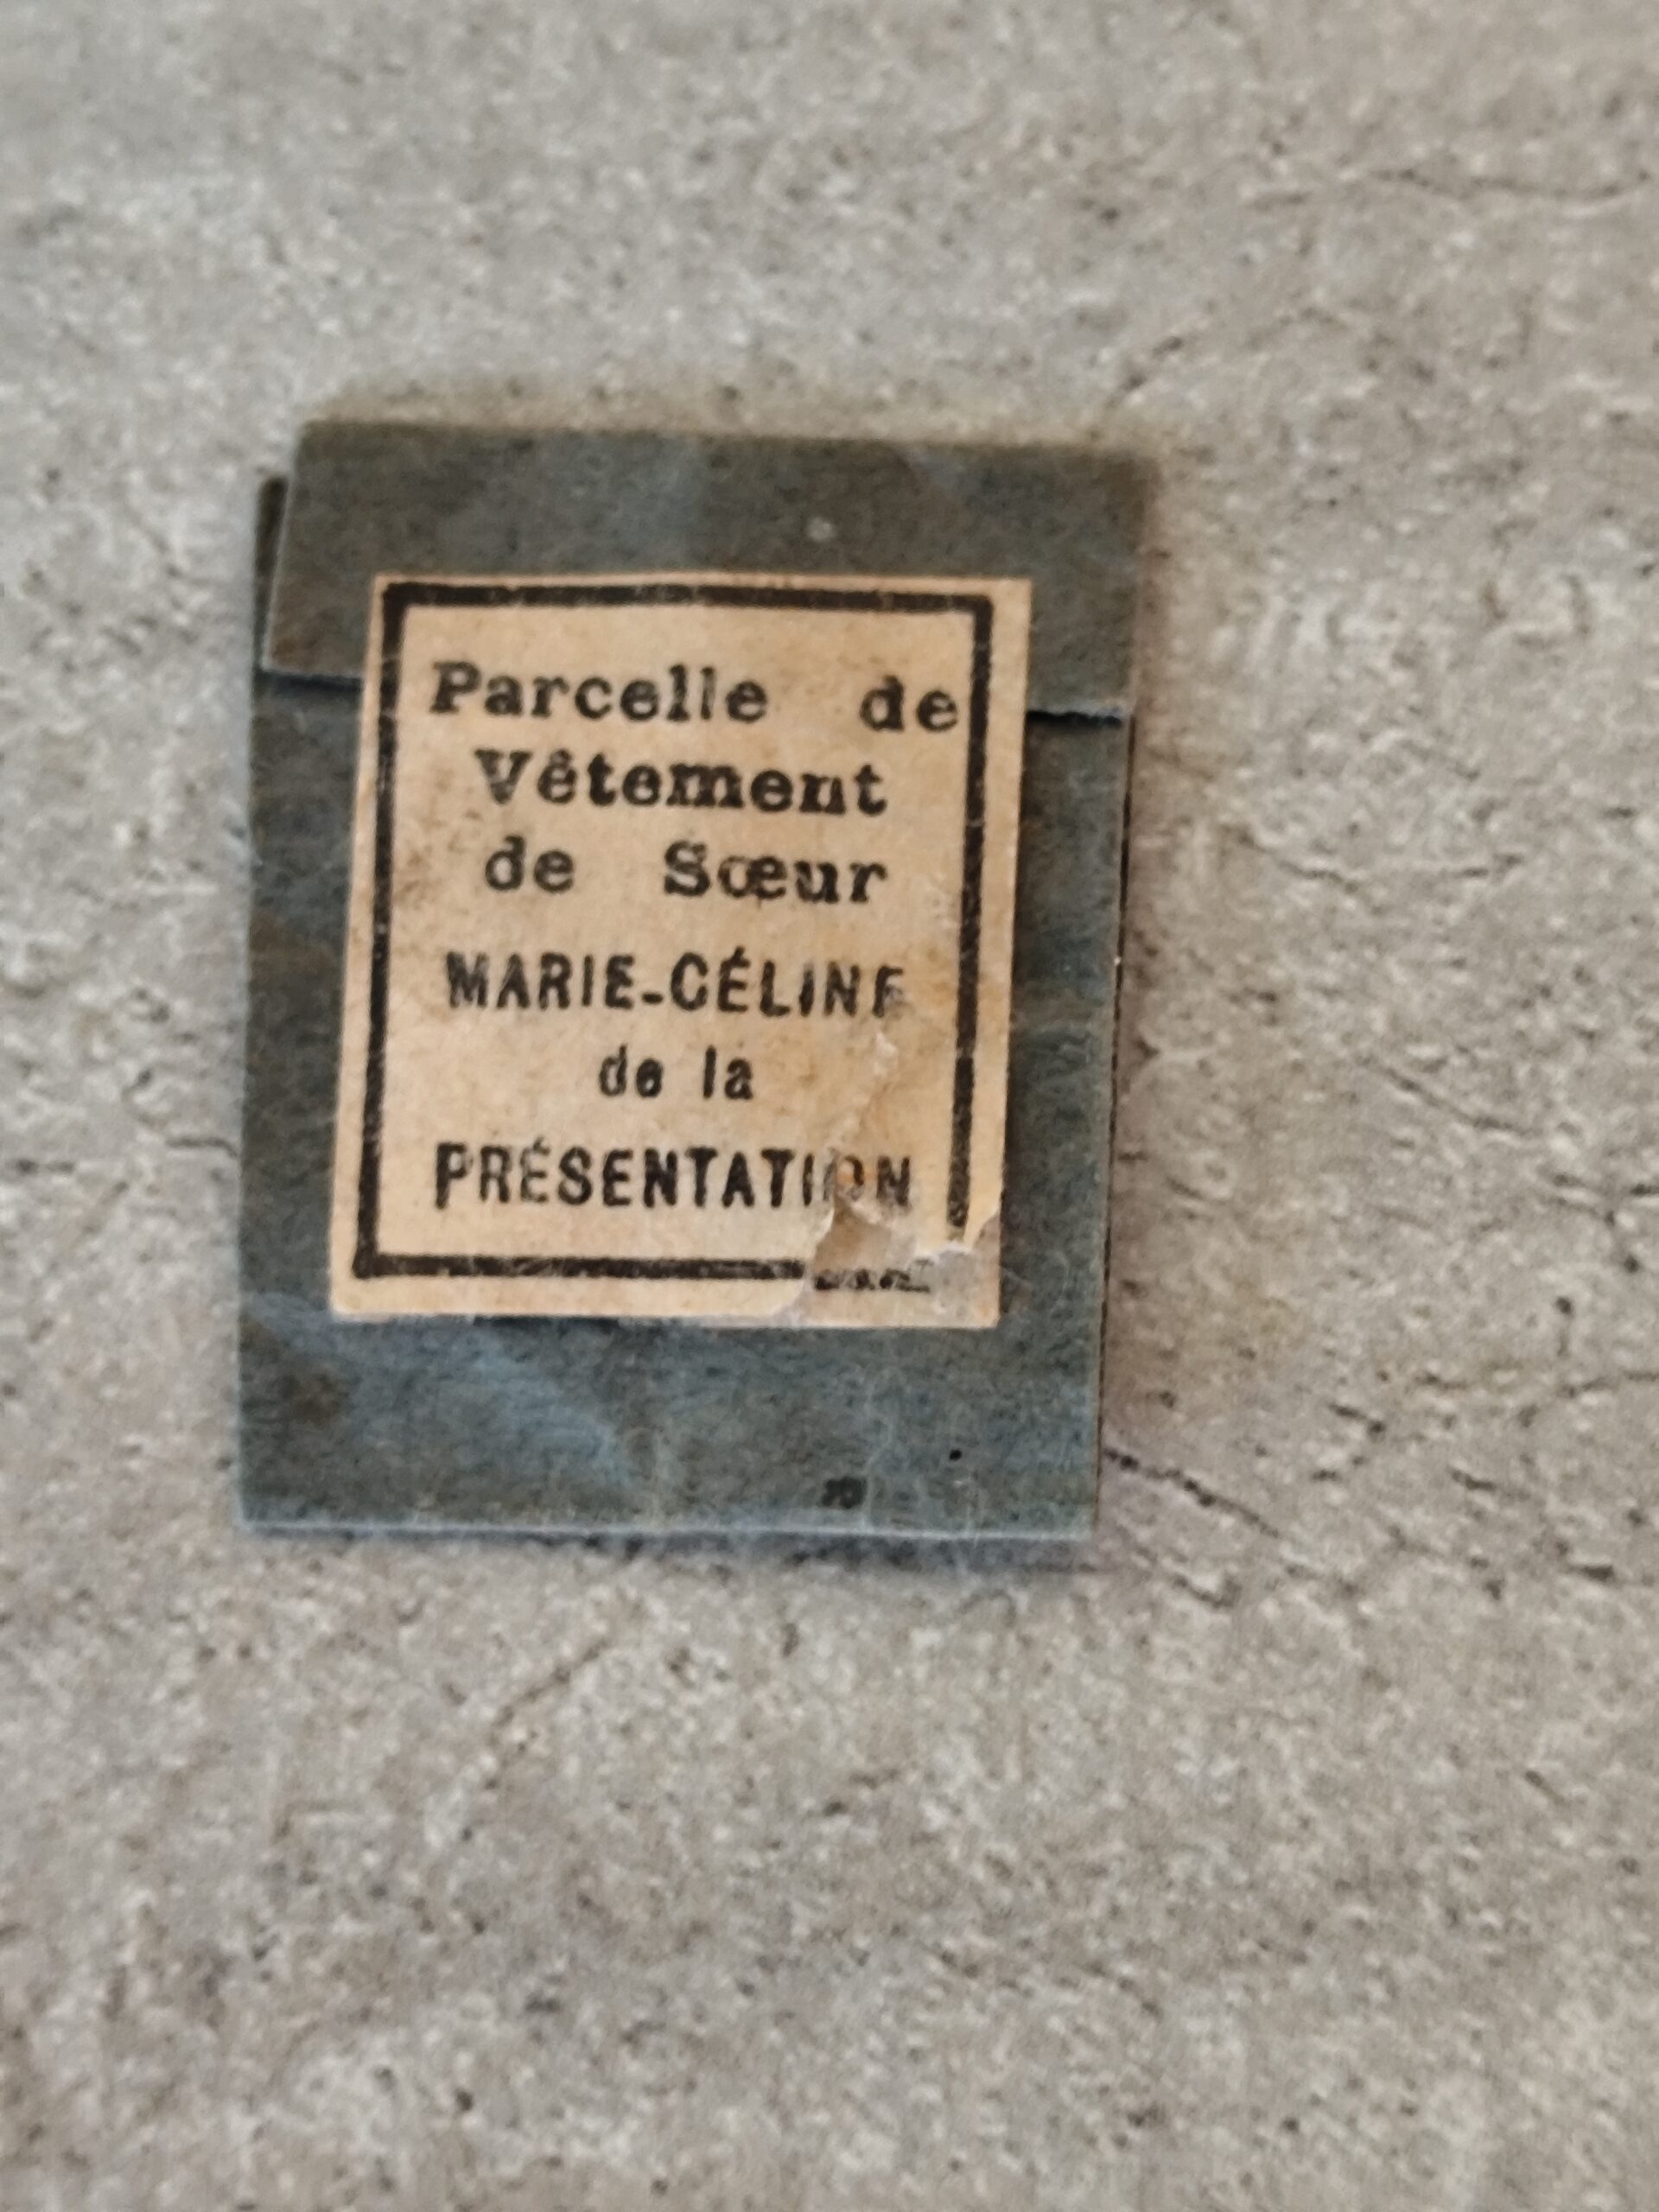 Parcelle de
Vêtement
de Sœur
MARIE-CÉLINE
de la
PRÉSENTATION